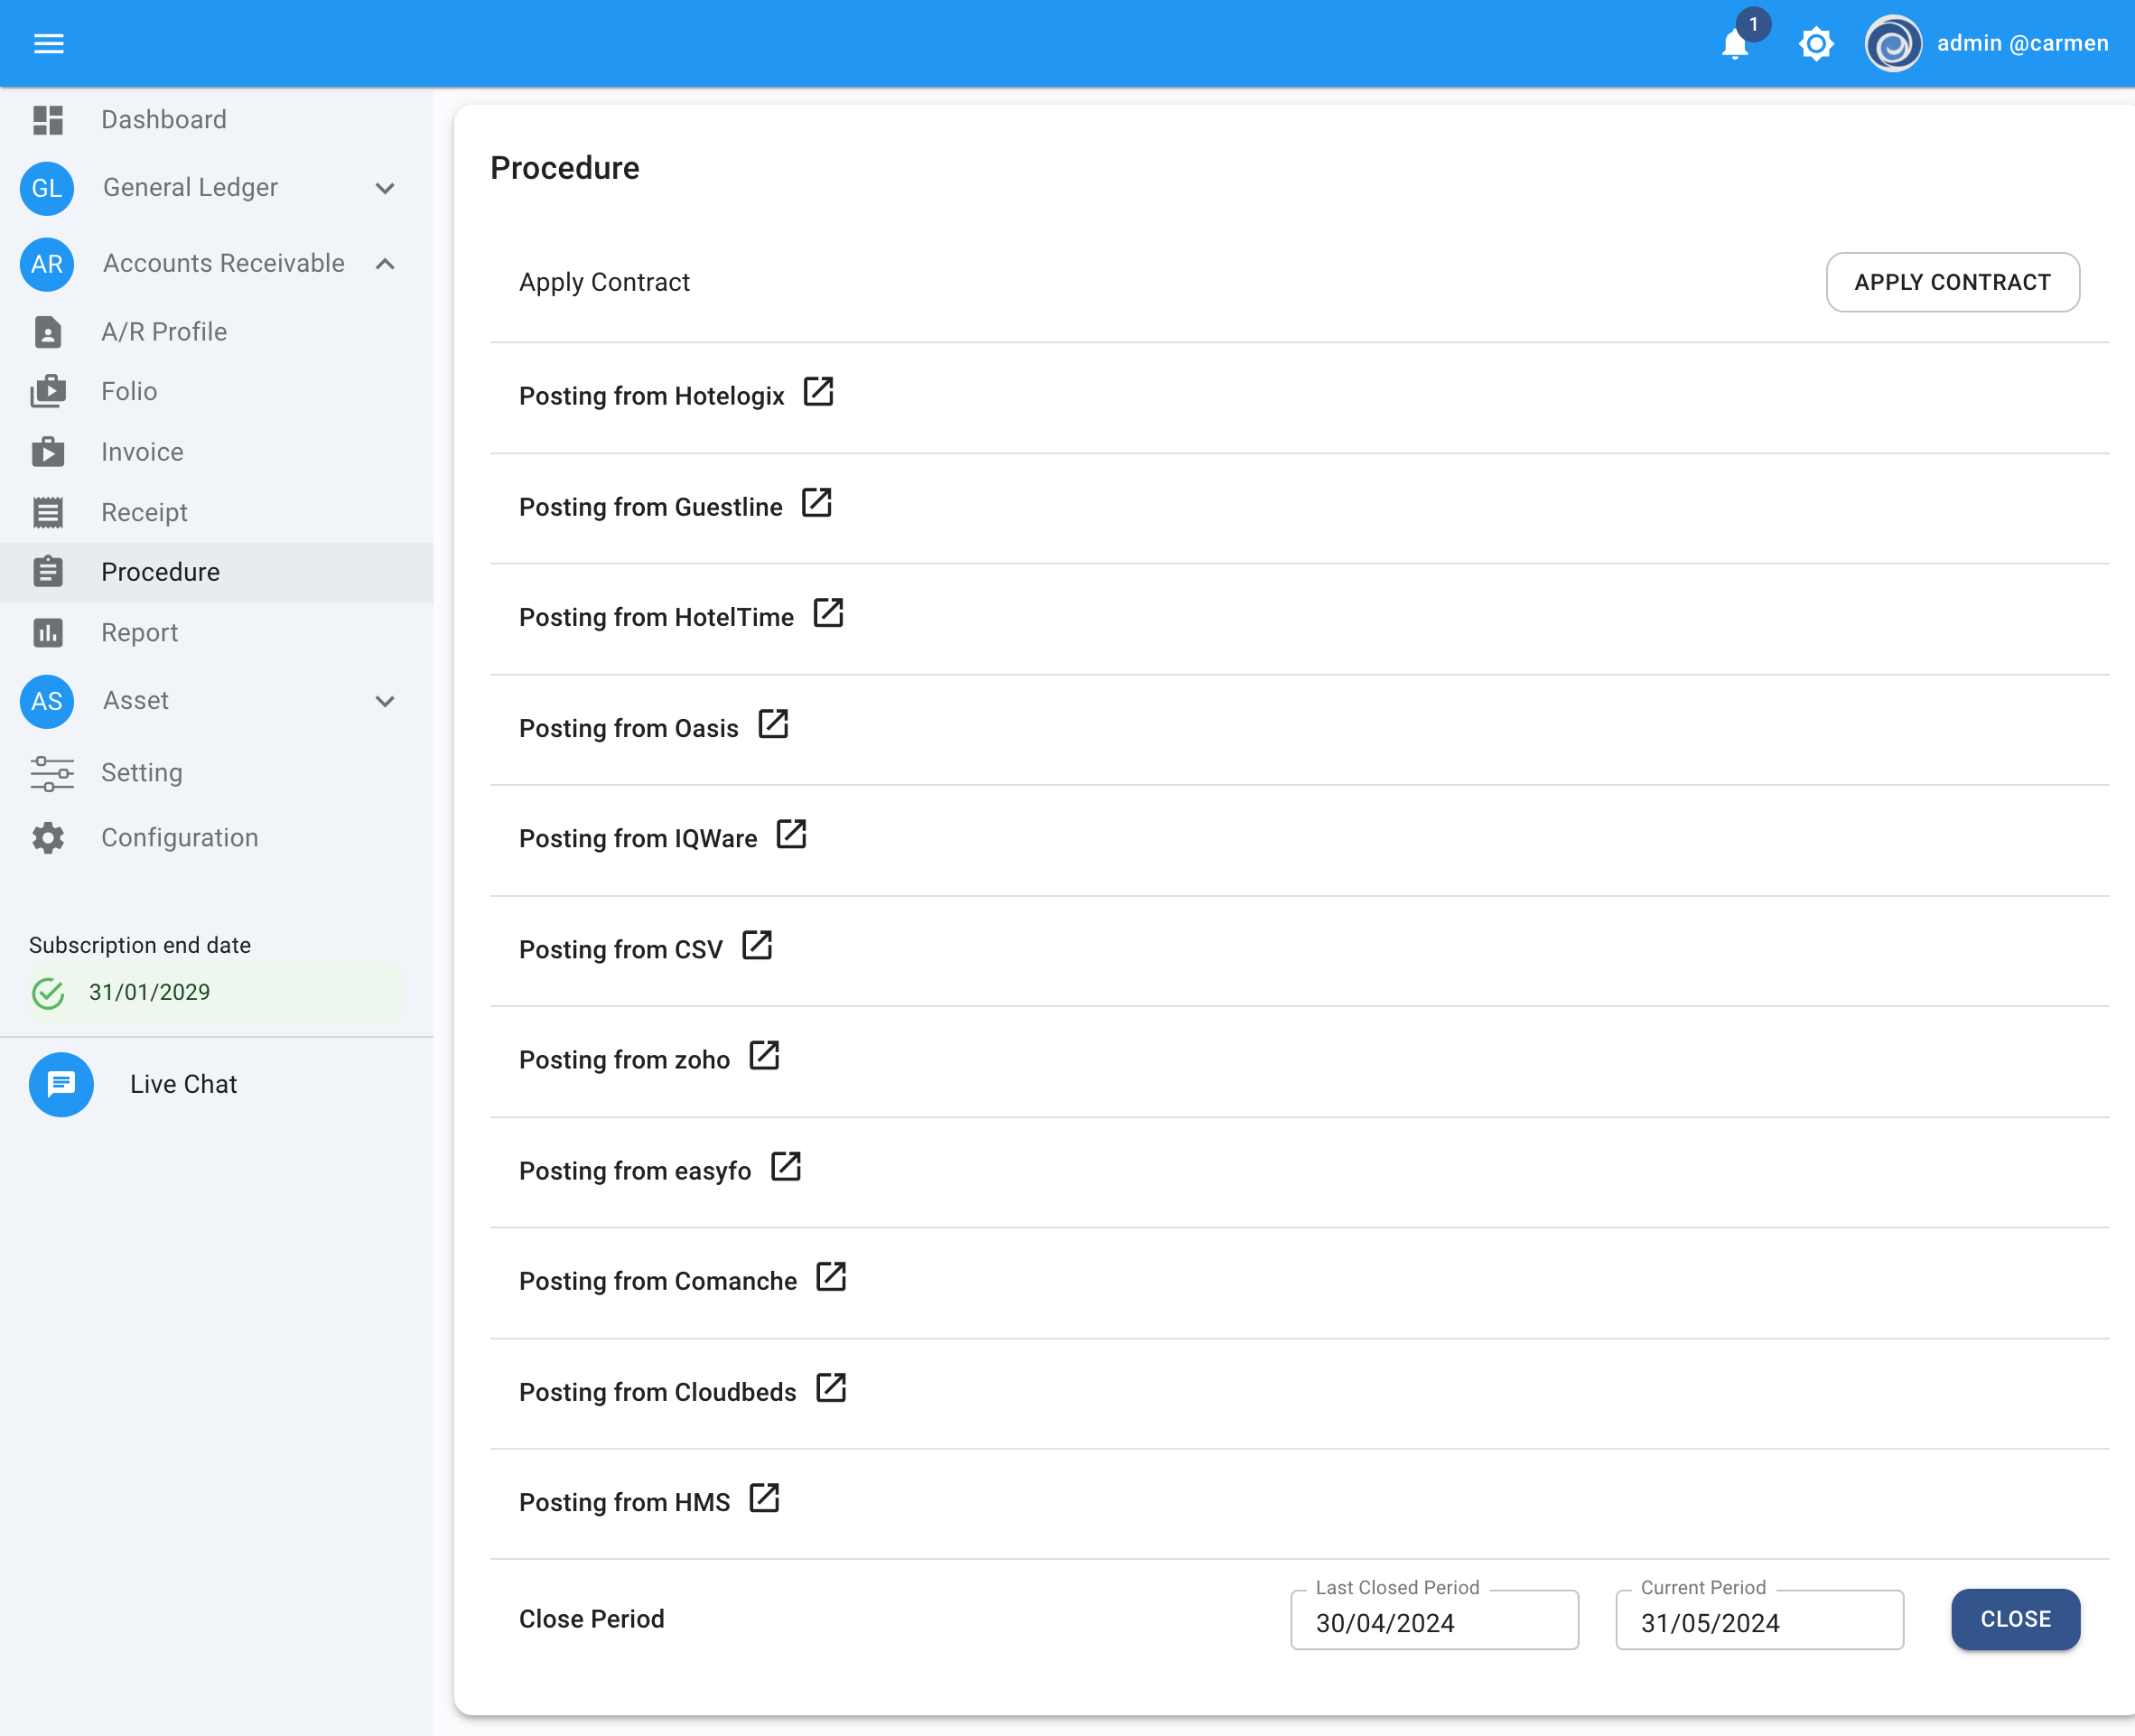 1
admin @carmen
Dashboard
GL General Ledger
AR Accounts Receivable
A/R Profile
Folio
Invoice
Receipt
Procedure
Report
AS Asset
Setting
Configuration
Subscription end date
31/01/2029
Live Chat
Procedure
Apply Contract APPLY CONTRACT
Posting from Hotelogix
Posting from Guestline
Posting from HotelTime
Posting from Oasis
Posting from IQWare
Posting from CSV
Posting from zoho
Posting from easyfo
Posting from Comanche
Posting from Cloudbeds
Posting from HMS
Last Closed Period Current Period
Close Period 30/04/2024 31/05/2024 CLOSE